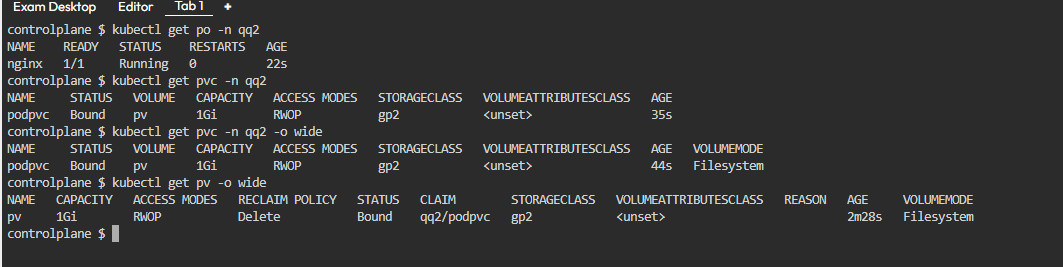 Exam Desktop Editor Tab 1 +
controlplane $ kubectl get po -n qq2
NAME READY STATUS RESTARTS AGE
nginx 1/1 Running 0 22s
controlplane $ kubectl get pvc -n qq2
NAME STATUS VOLUME CAPACITY ACCESS MODES STORAGECLASS VOLUMEATTRIBUTESCLASS AGE
podpvc Bound pv 1Gi RWOP gp2 <unset> 35s
controlplane $ kubectl get pvc -n qq2 -o wide
NAME STATUS VOLUME CAPACITY ACCESS MODES STORAGECLASS VOLUMEATTRIBUTESCLASS AGE VOLUMEMODE
podpvc Bound pv 1Gi RWOP gp2 <unset> 44s Filesystem
controlplane $ kubectl get pv -o wide
NAME CAPACITY ACCESS MODES RECLAIM POLICY STATUS CLAIM STORAGECLASS VOLUMEATTRIBUTESCLASS REASON AGE VOLUMEMODE
pv 1Gi RWOP Delete Bound qq2/podpvc gp2 <unset> 2m28s Filesystem
controlplane $